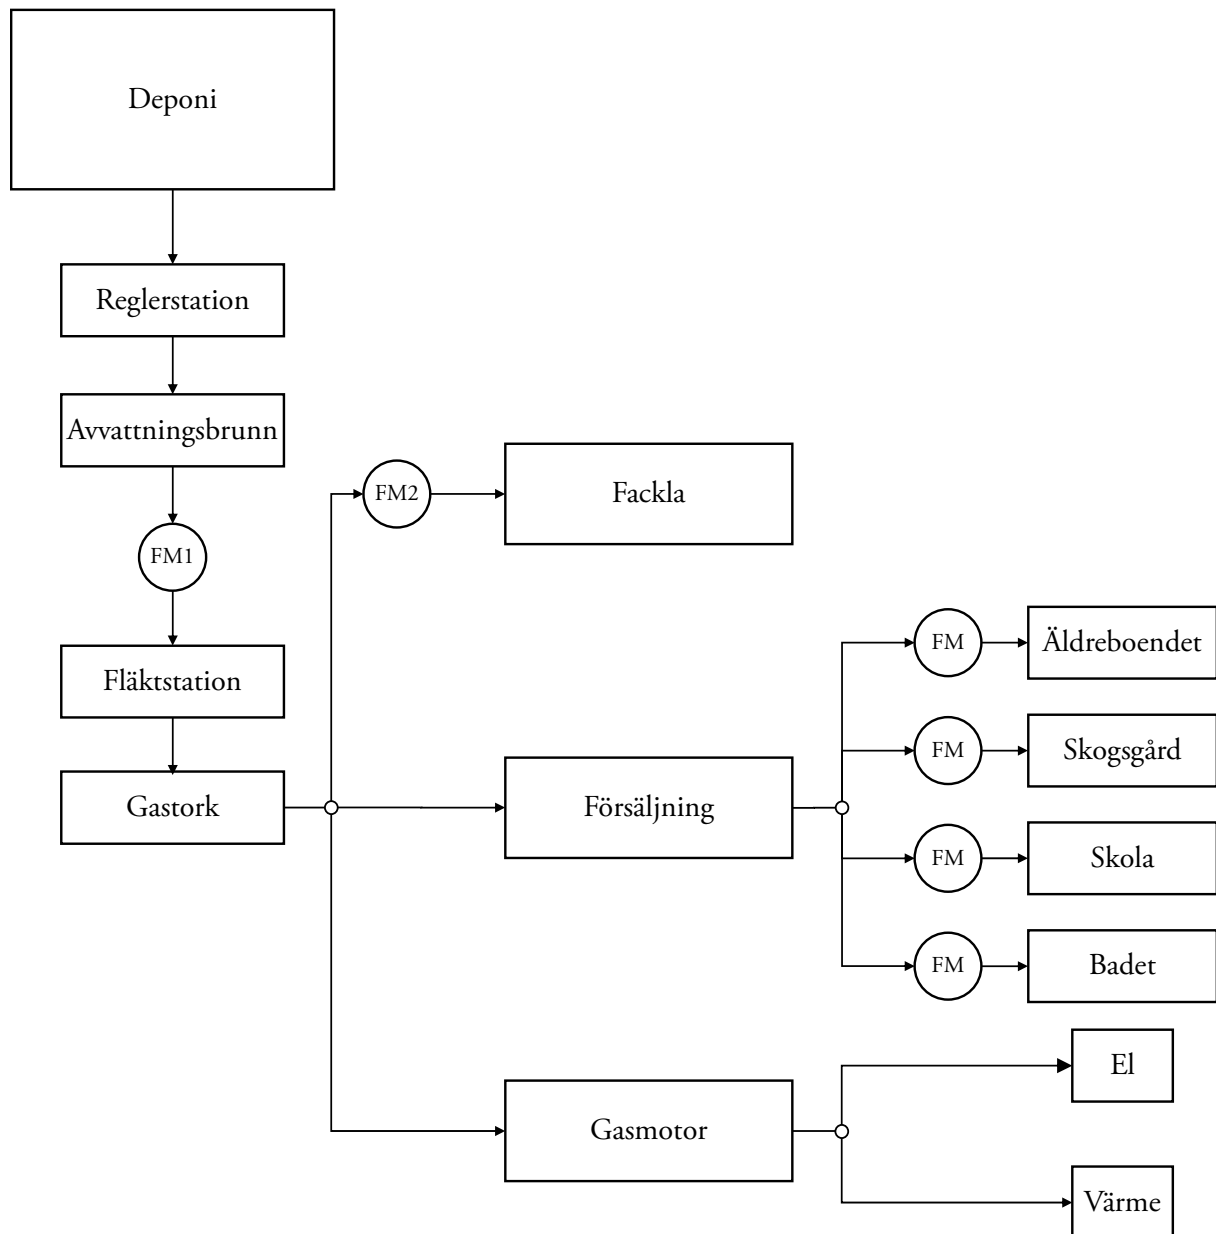 Deponi
Reglerstation
Avvattningsbrunn
FM1
Fläktstation
Gastork
FM2
Fackla
Försäljning
FM
Äldreboendet
FM
Skogsgård
FM
Skola
FM
Badet
Gasmotor
El
Värme